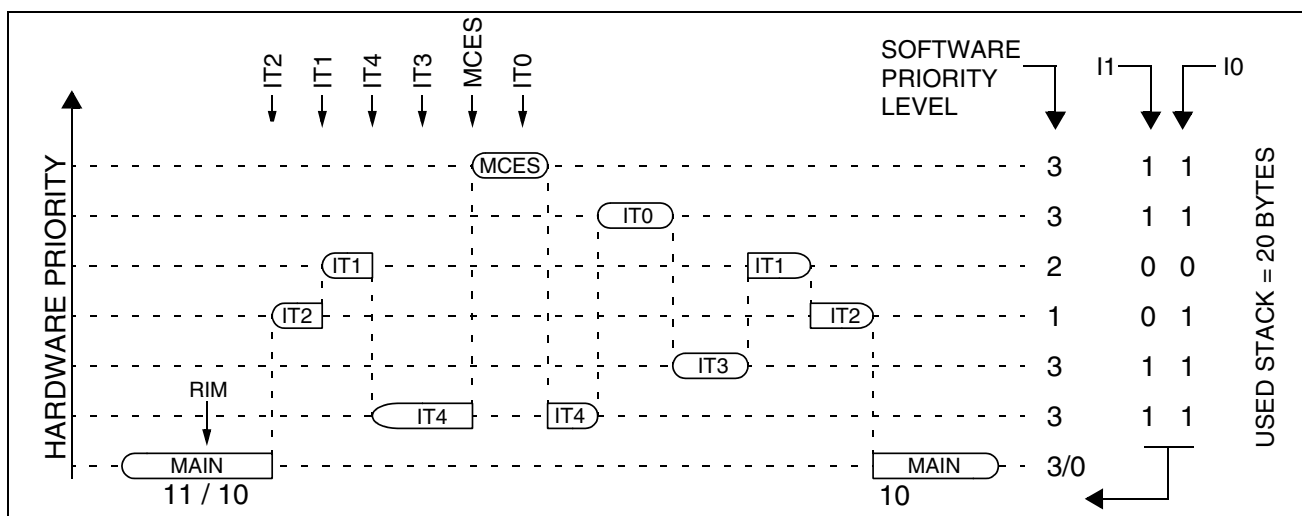 IT2
IT1
IT4
IT3
MCES
IT0
SOFTWARE
PRIORITY
LEVEL
I1
I0
HARDWARE PRIORITY
MCES
3
1 1
IT0
3
1 1
IT1
IT1
2
0 0
IT2
IT2
1
0 1
IT3
3
1 1
RIM
IT4
IT4
3
1 1
MAIN
MAIN
3/0
11 / 10
10
USED STACK = 20 BYTES